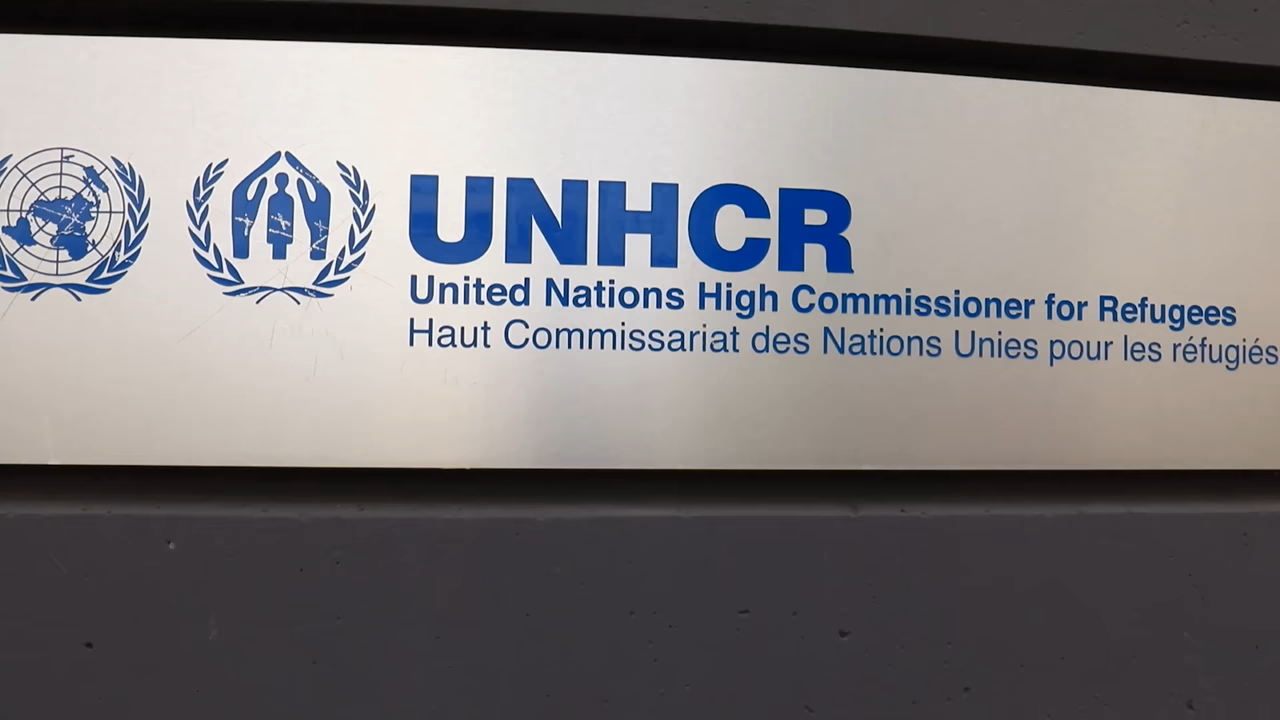 UNHCR
United Nations High Commissioner for Refugees
Haut Commissariat des Nations Unies pour les réfugiés